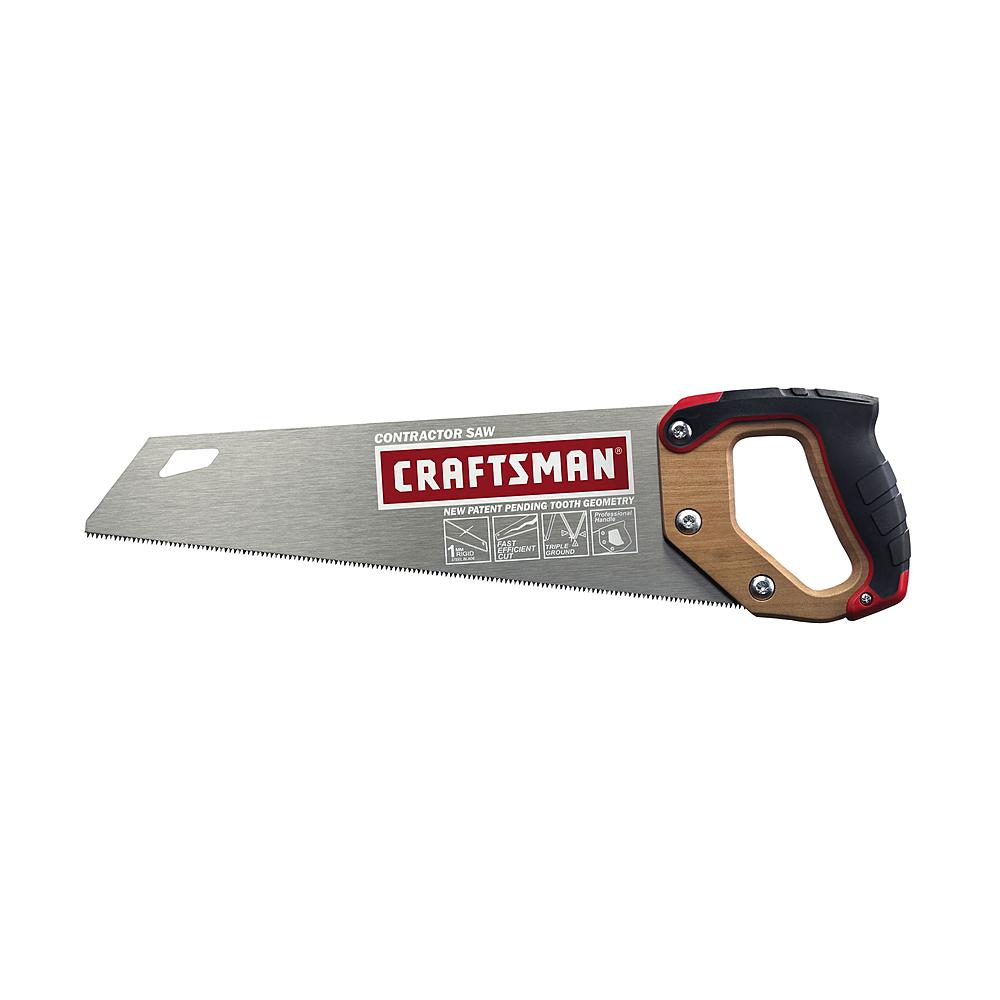 CONTRACTOR SAW
CRAFTSMAN®
NEW PATENT PENDING TOOTH GEOMETRY
1 MM RIGID STEEL BLADE
FAST EFFICIENT CUT
TRIPLE GROUND
Professional Handle